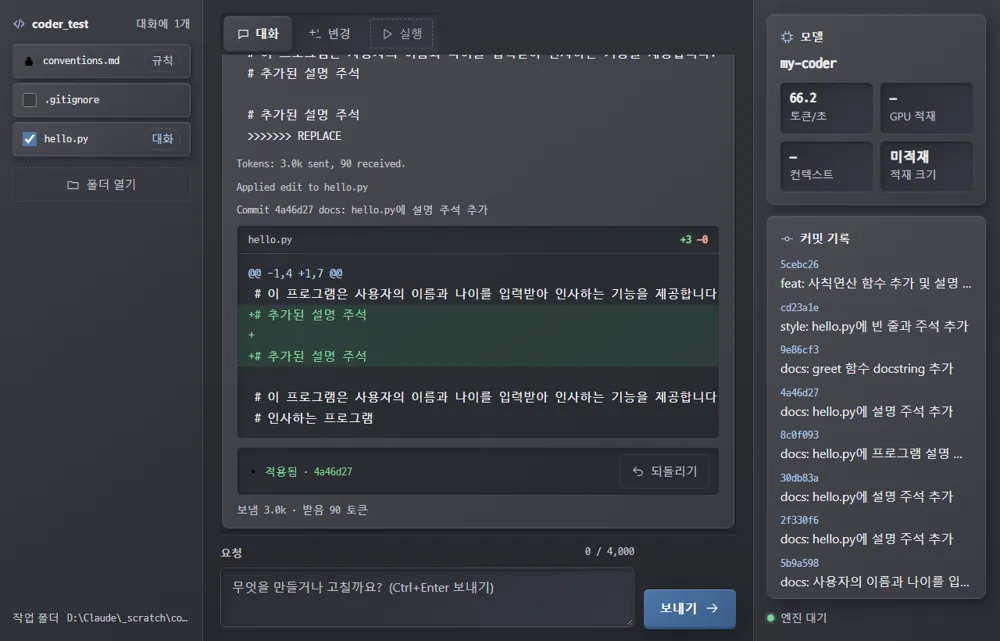 </> coder_test
대화에 1개
conventions.md 규칙
.gitignore
hello.py 대화
폴더 열기
작업 폴더 D:\Claude\_scratch\co…
대화
변경
실행
# 추가된 설명 주석
# 추가된 설명 주석
>>>>>>> REPLACE
Tokens: 3.0k sent, 90 received.
Applied edit to hello.py
Commit 4a46d27 docs: hello.py에 설명 주석 추가
hello.py +3 −0
@@ -1,4 +1,7 @@
# 이 프로그램은 사용자의 이름과 나이를 입력받아 인사하는 기능을 제공합니다
+# 추가된 설명 주석
+
+# 추가된 설명 주석
# 이 프로그램은 사용자의 이름과 나이를 입력받아 인사하는 기능을 제공합니다
# 인사하는 프로그램
적용됨 · 4a46d27
되돌리기
보냄 3.0k · 받음 90 토큰
요청
0 / 4,000
무엇을 만들거나 고칠까요? (Ctrl+Enter 보내기)
보내기 →
모델
my-coder
66.2
토큰/초
–
GPU 적재
–
컨텍스트
미적재
적재 크기
커밋 기록
5cebc26
feat: 사칙연산 함수 추가 및 설명 ...
cd23a1e
style: hello.py에 빈 줄과 주석 추가
9e86cf3
docs: greet 함수 docstring 추가
4a46d27
docs: hello.py에 설명 주석 추가
8c0f093
docs: hello.py에 프로그램 설명 ...
30db83a
docs: hello.py에 설명 주석 추가
2f330f6
docs: hello.py에 설명 주석 추가
5b9a598
docs: 사용자의 이름과 나이를 입...
엔진 대기